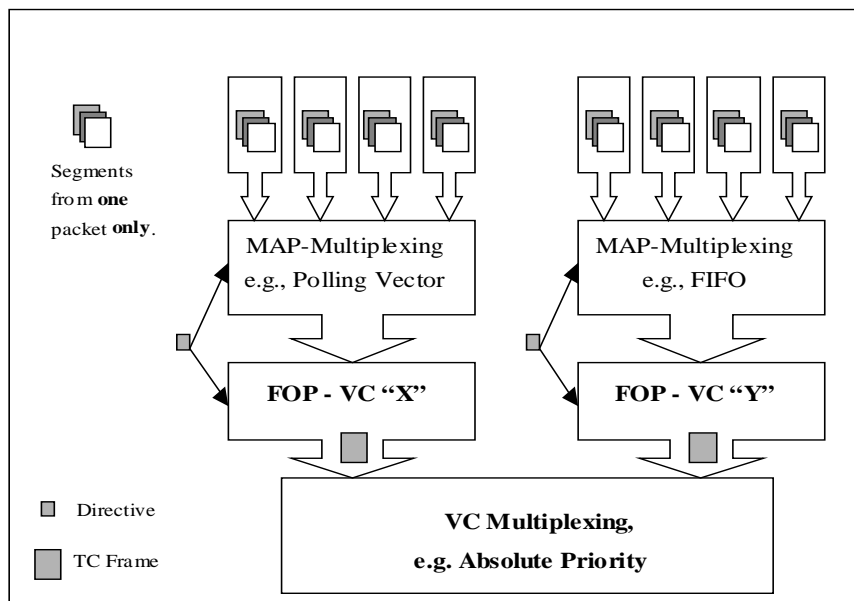 Segments
from one
packet only.
MAP-Multiplexing
e.g., Polling Vector
MAP-Multiplexing
e.g., FIFO
FOP - VC “X”
FOP - VC “Y”
Directive
TC Frame
VC Multiplexing,
e.g. Absolute Priority